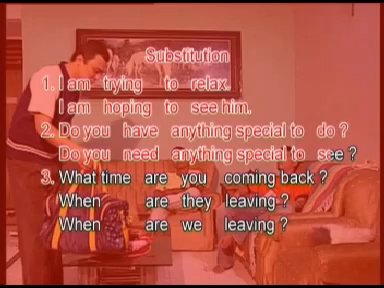 Substitution
1. I am trying to relax.
I am hoping to see him.
2. Do you have anything special to do ?
Do you need anything special to see ?
3. What time are you coming back ?
When are they leaving ?
When are we leaving ?